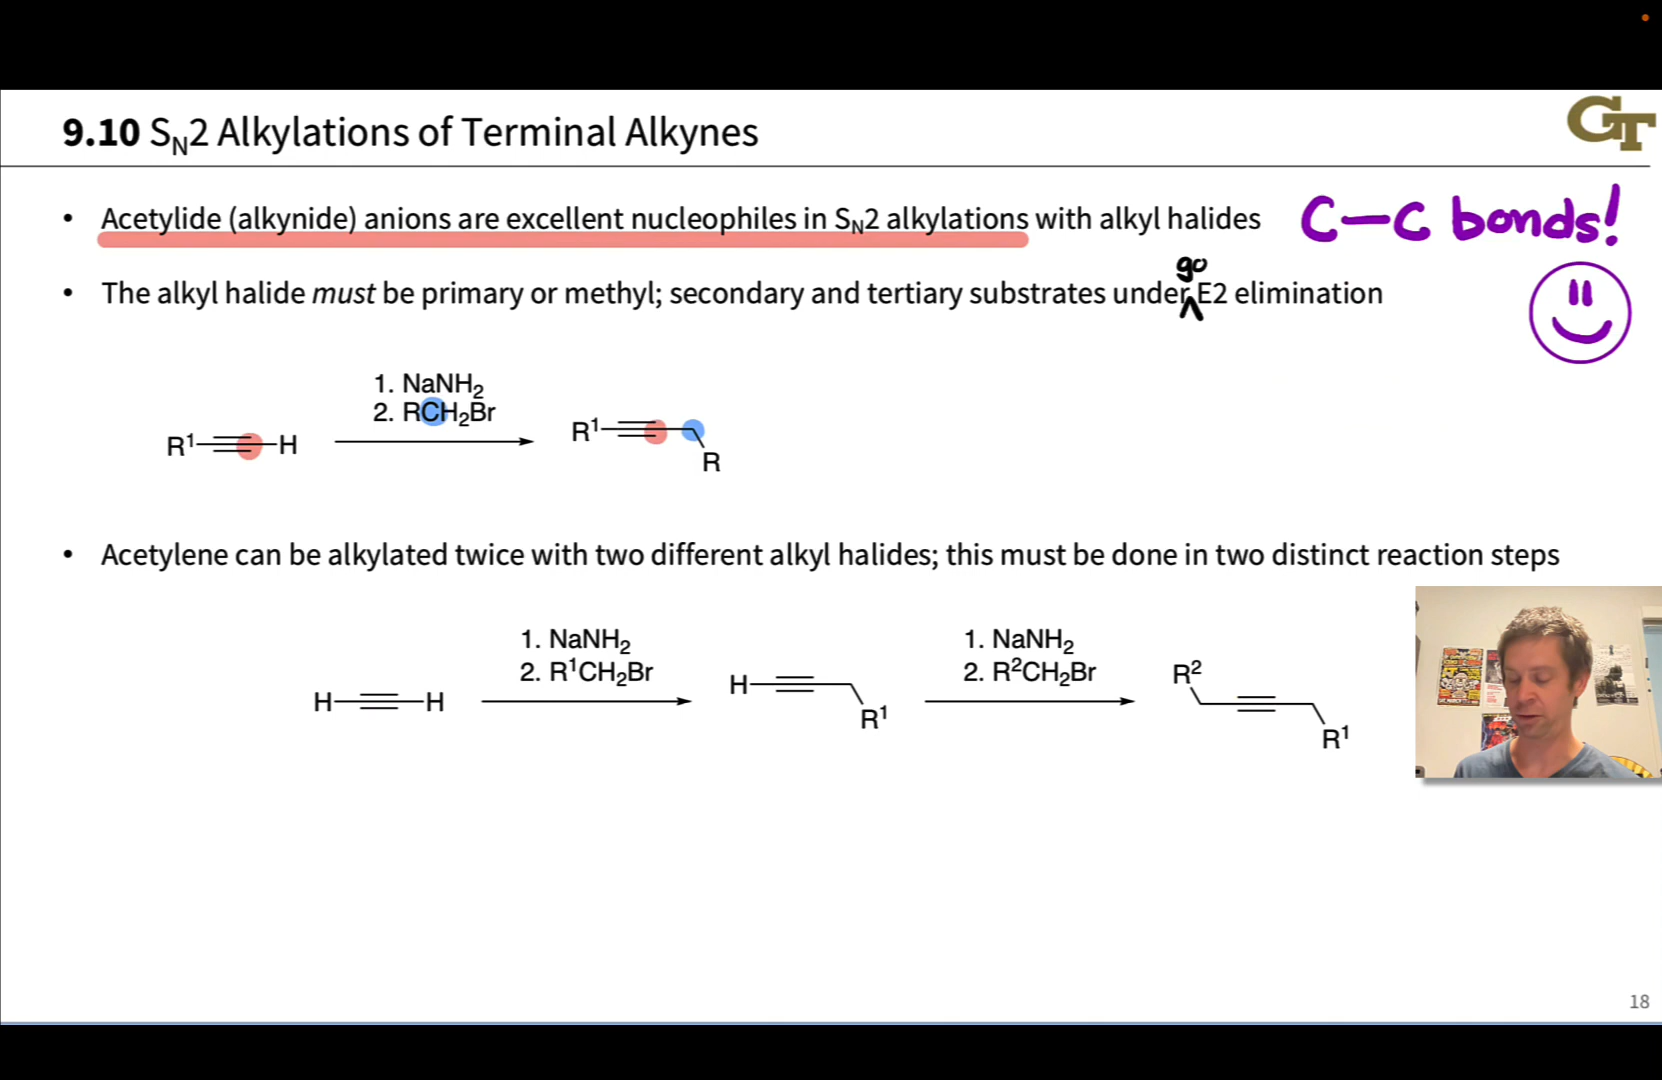 9.10 SN2 Alkylations of Terminal Alkynes
GT
• Acetylide (alkynide) anions are excellent nucleophiles in SN2 alkylations with alkyl halides
C—C bonds!
go
• The alkyl halide must be primary or methyl; secondary and tertiary substrates under E2 elimination
1. NaNH2
2. RCH2Br
R1 H
R1
R
• Acetylene can be alkylated twice with two different alkyl halides; this must be done in two distinct reaction steps
1. NaNH2
2. R1CH2Br
1. NaNH2
2. R2CH2Br
H H
H
R1
R2
R1
18